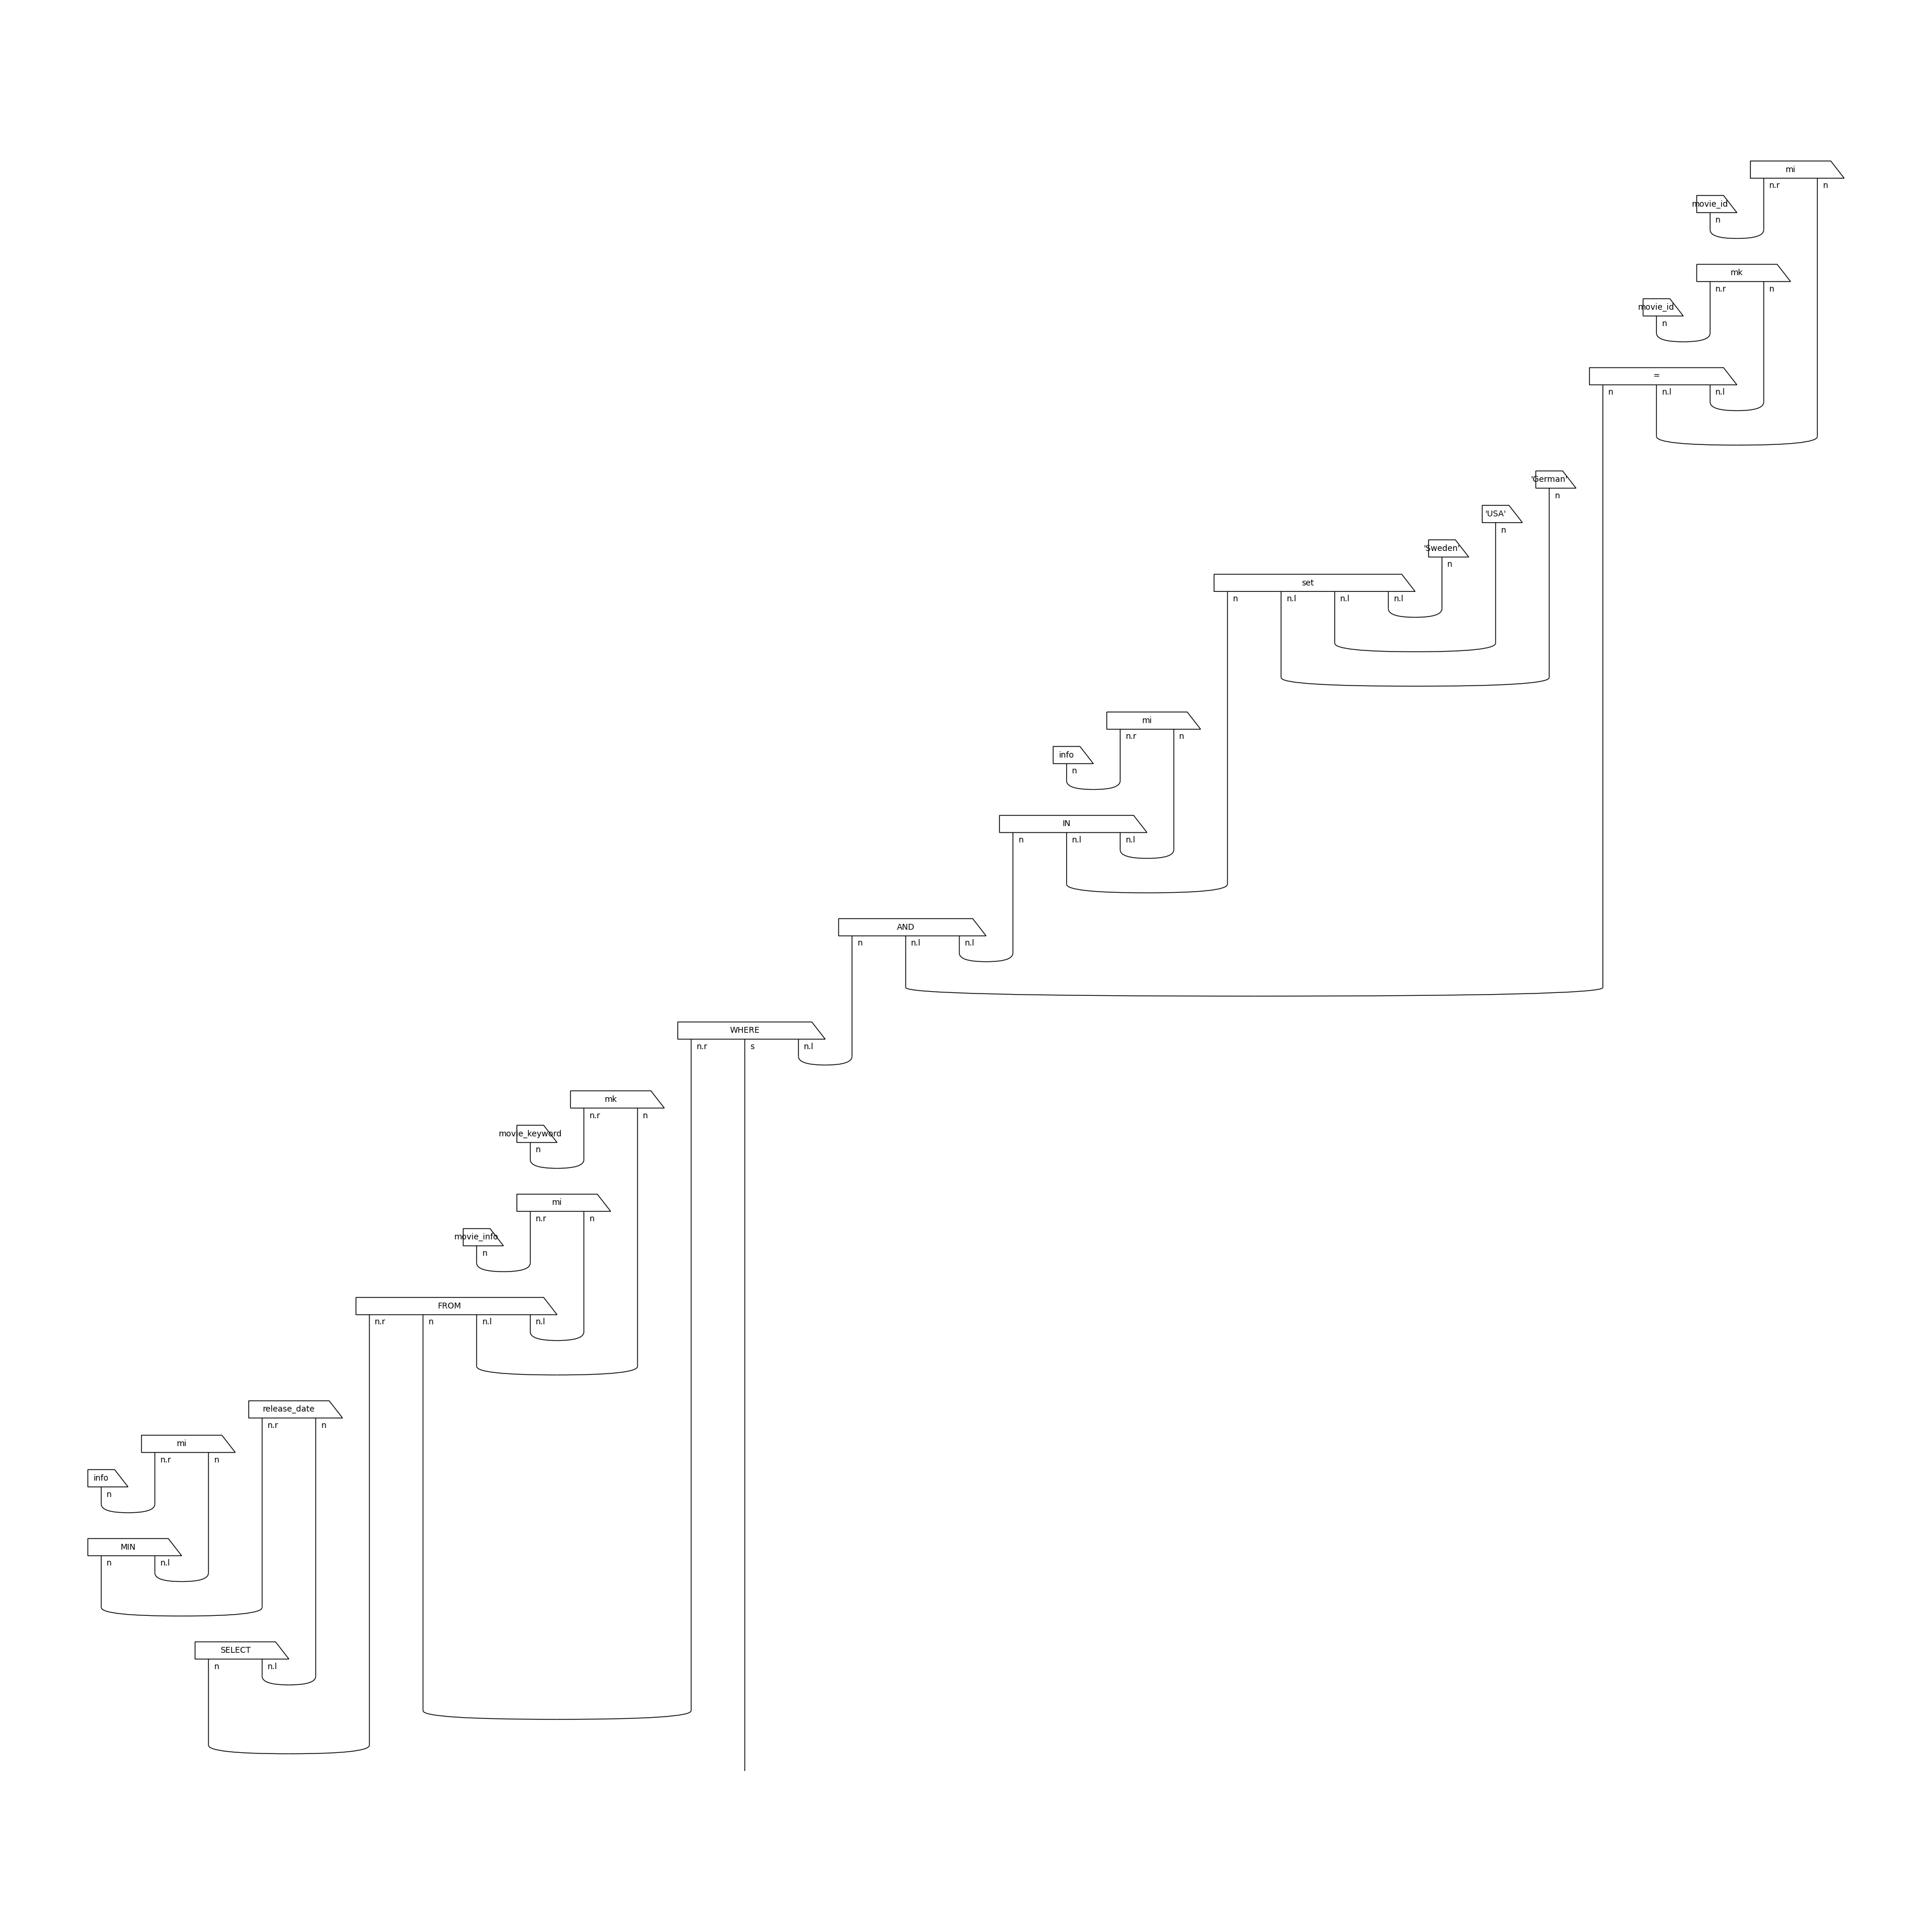 mi
n.r n
movie_id
n
mk
n.r n
movie_id
n
=
n n.l n.l
'German'
n
'USA'
n
'Sweden'
n
set
n n.l n.l n.l
mi
n.r n
info
n
IN
n n.l n.l
AND
n n.l n.l
WHERE
n.r s n.l
mk
n.r n
movie_keyword
n
mi
n.r n
movie_info
n
FROM
n.r n n.l n.l
release_date
n.r n
mi
n.r n
info
n
MIN
n n.l
SELECT
n n.l